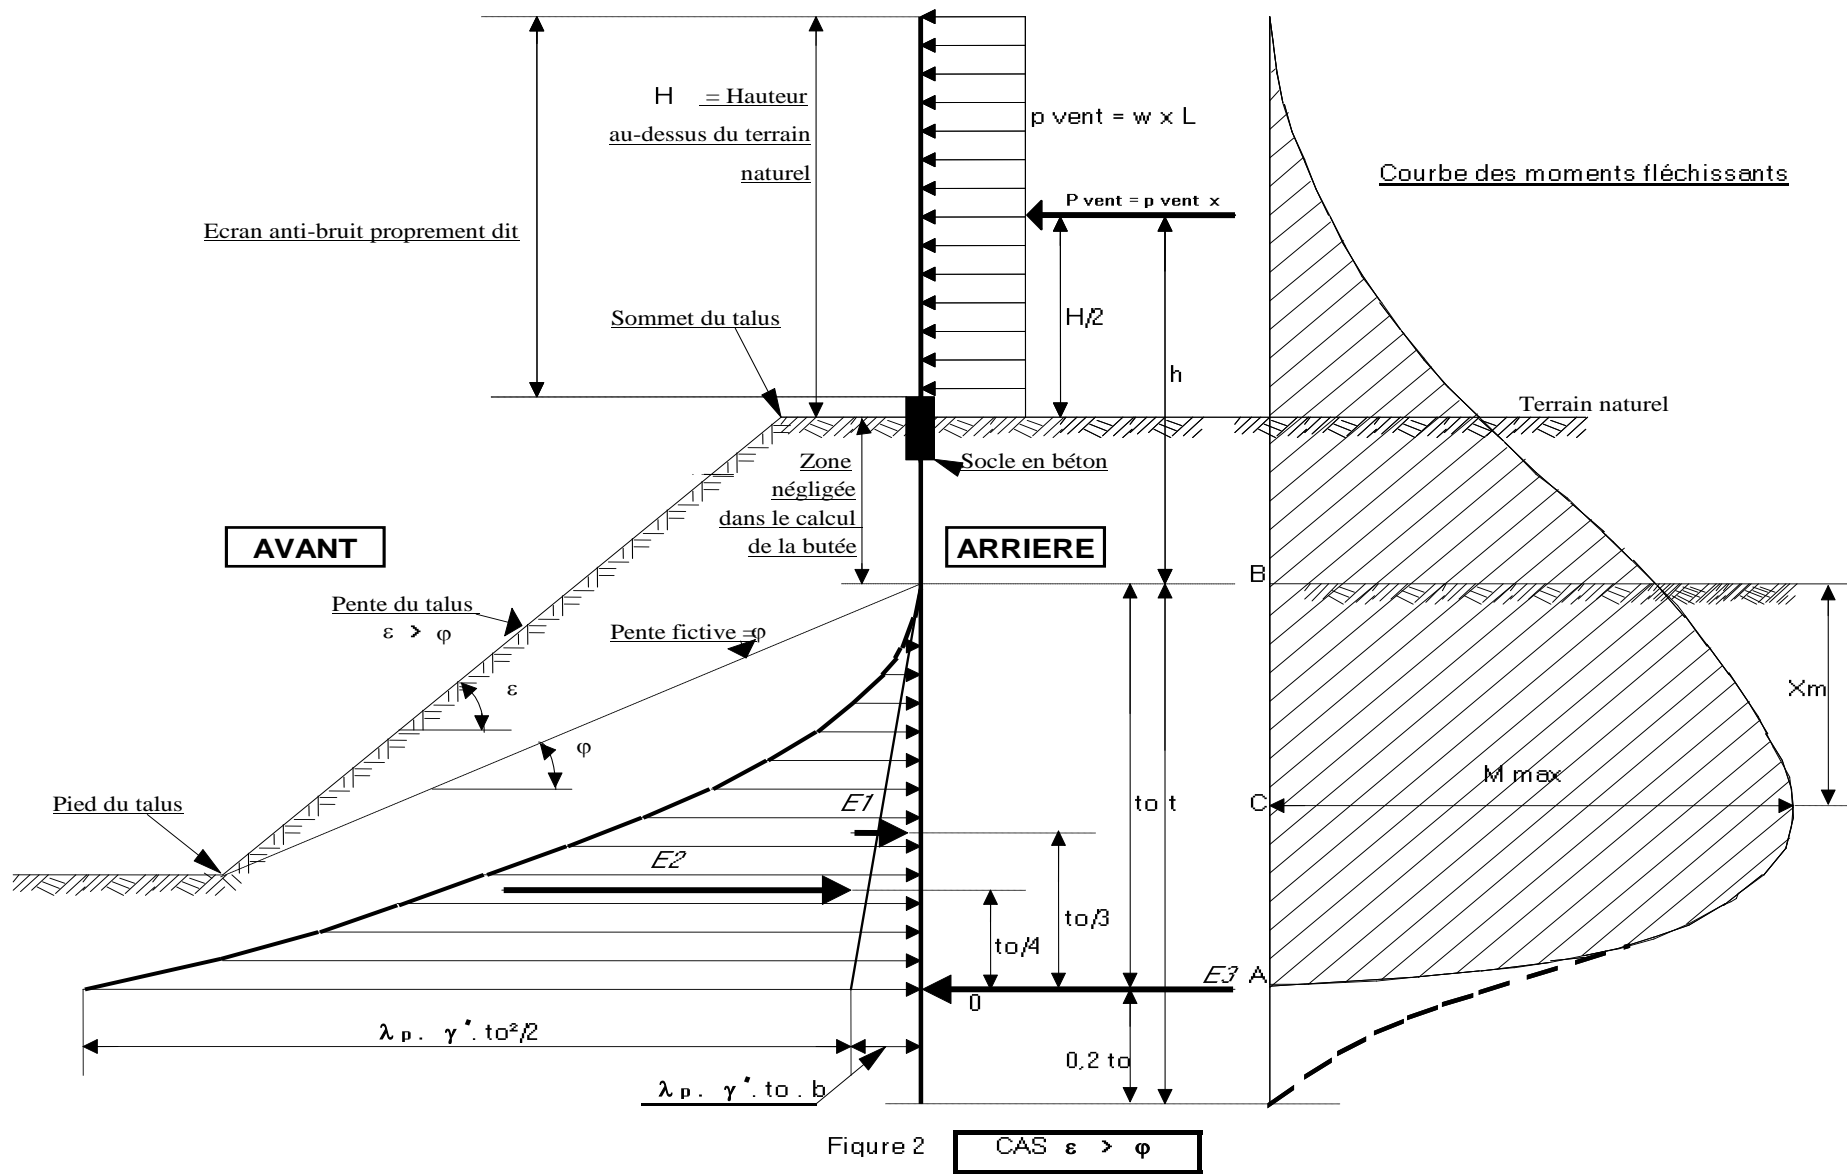 H = Hauteur
au-dessus du terrain
naturel
p vent = w x L
Courbe des moments fléchissants
P vent = p vent x
Ecran anti-bruit proprement dit
H/2
Sommet du talus
h
Terrain naturel
Zone
négligée
dans le calcul
de la butée
Socle en béton
AVANT
ARRIERE
B
Pente du talus
ε > φ
Pente fictive =φ
ε
Xm
φ
M max
Pied du talus
E1
to t
C
E2
to/3
to/4
E3 A
0
λp. γ'. to²/2
0,2 to
λp. γ'. to . b
Figure 2
CAS ε > φ